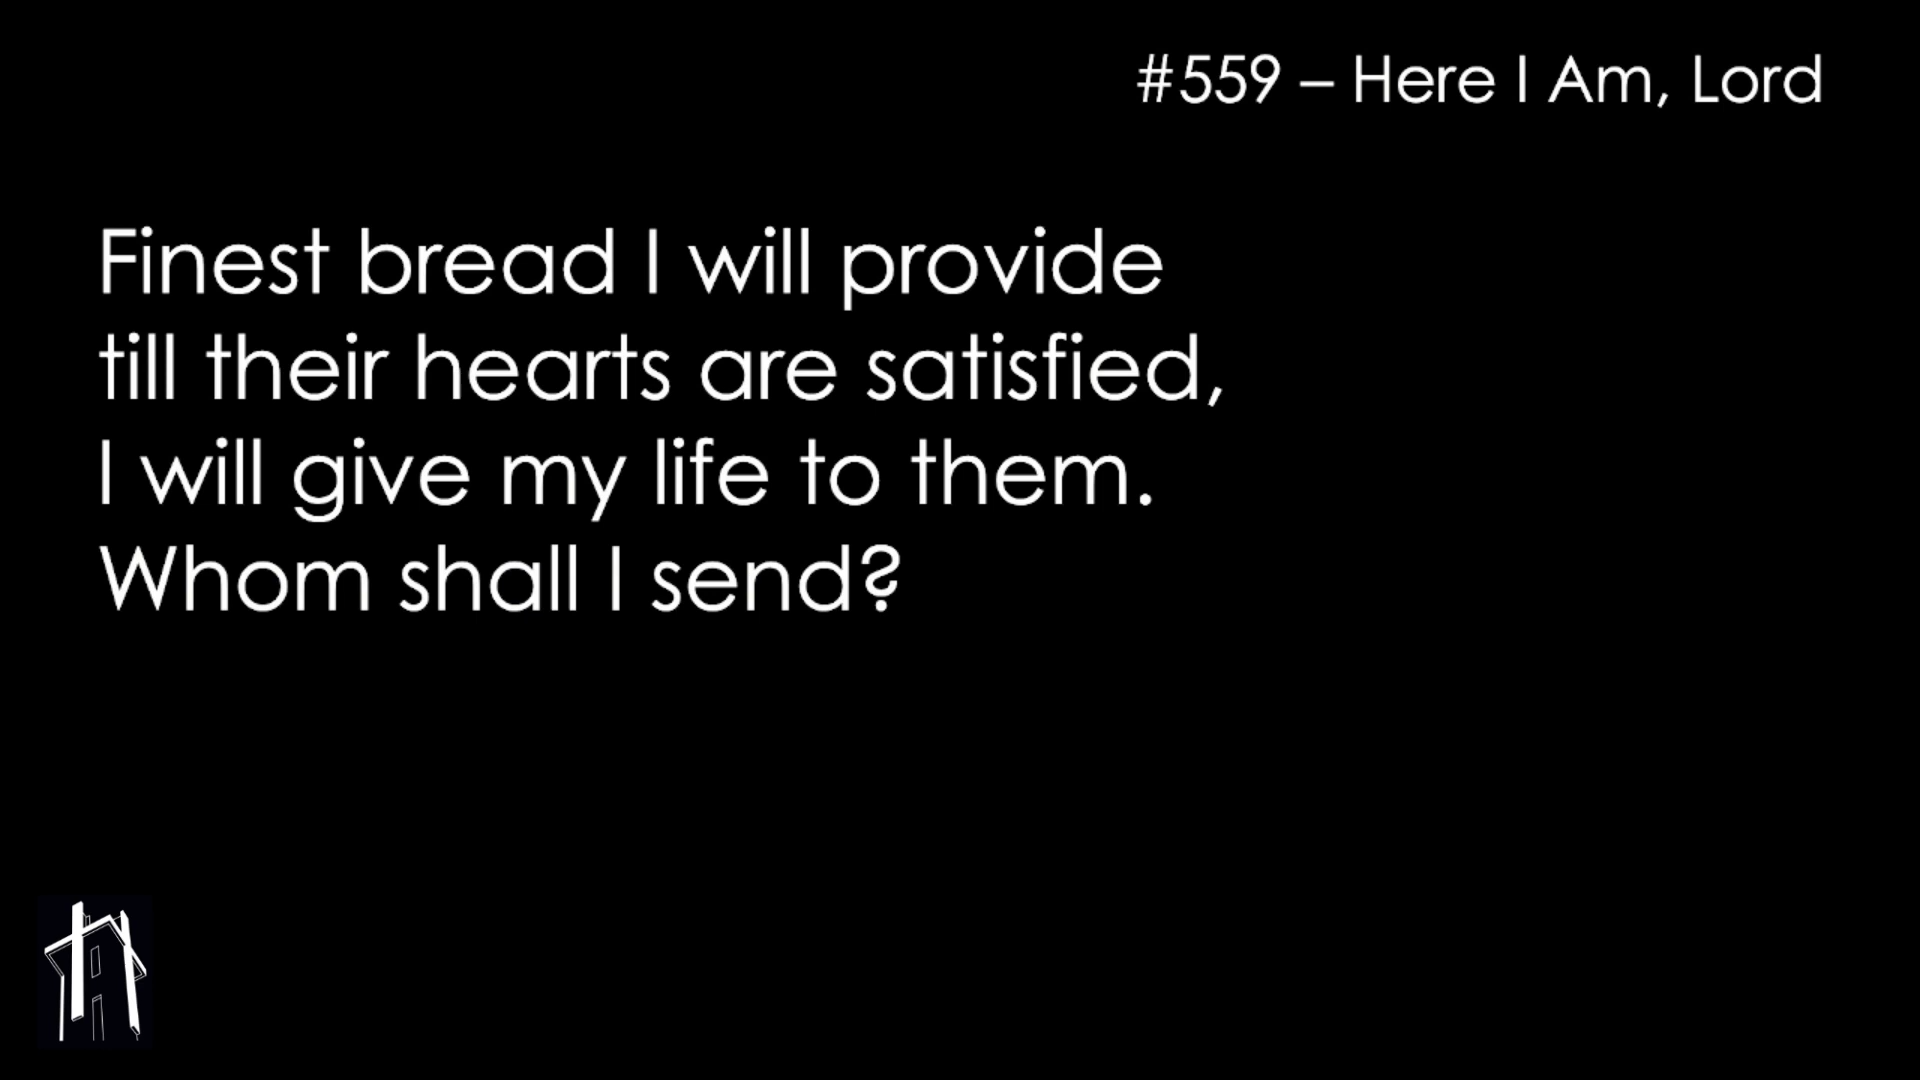 #559 – Here I Am, Lord
Finest bread I will provide
till their hearts are satisfied,
I will give my life to them.
Whom shall I send?